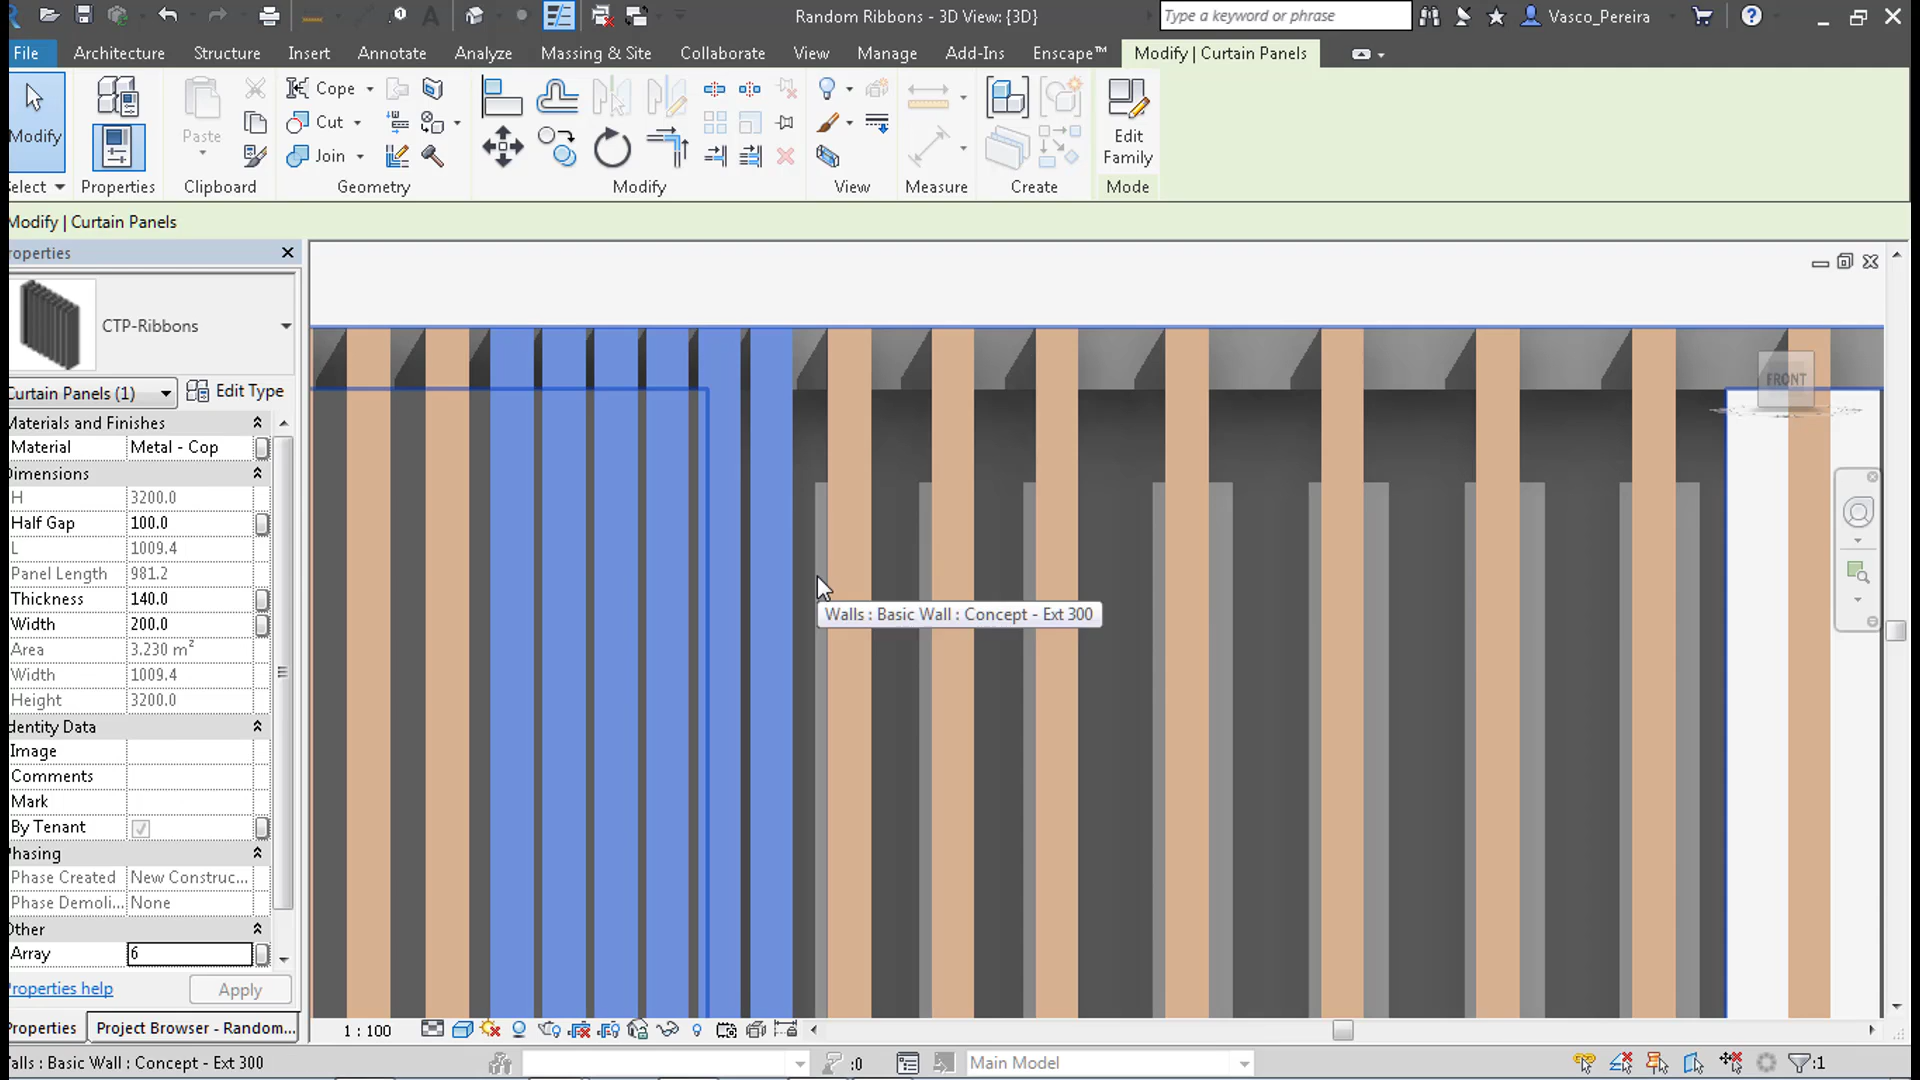 Random Ribbons - 3D View: {3D}
Type a keyword or phrase
Vasco_Pereira
File
Architecture
Structure
Insert
Annotate
Analyze
Massing & Site
Collaborate
View
Manage
Add-Ins
Enscape™
Modify | Curtain Panels
Modify
Cope
Cut
Join
Paste
Edit
Family
elect
Properties
Clipboard
Geometry
Modify
View
Measure
Create
Mode
Modify | Curtain Panels
roperties
CTP-Ribbons
Curtain Panels (1)
Edit Type
Materials and Finishes
Material Metal - Cop
Dimensions
H 3200.0
Half Gap 100.0
L 1009.4
Panel Length 981.2
Thickness 140.0
Width 200.0
Area 3.230 m²
Width 1009.4
Height 3200.0
dentity Data
Image
Comments
Mark
By Tenant
hasing
Phase Created New Construc...
Phase Demoli... None
Other
Array 6
roperties help
Apply
Properties
Project Browser - Random...
FRONT
Walls : Basic Wall : Concept - Ext 300
1 : 100
alls : Basic Wall : Concept - Ext 300
:0
Main Model
:1